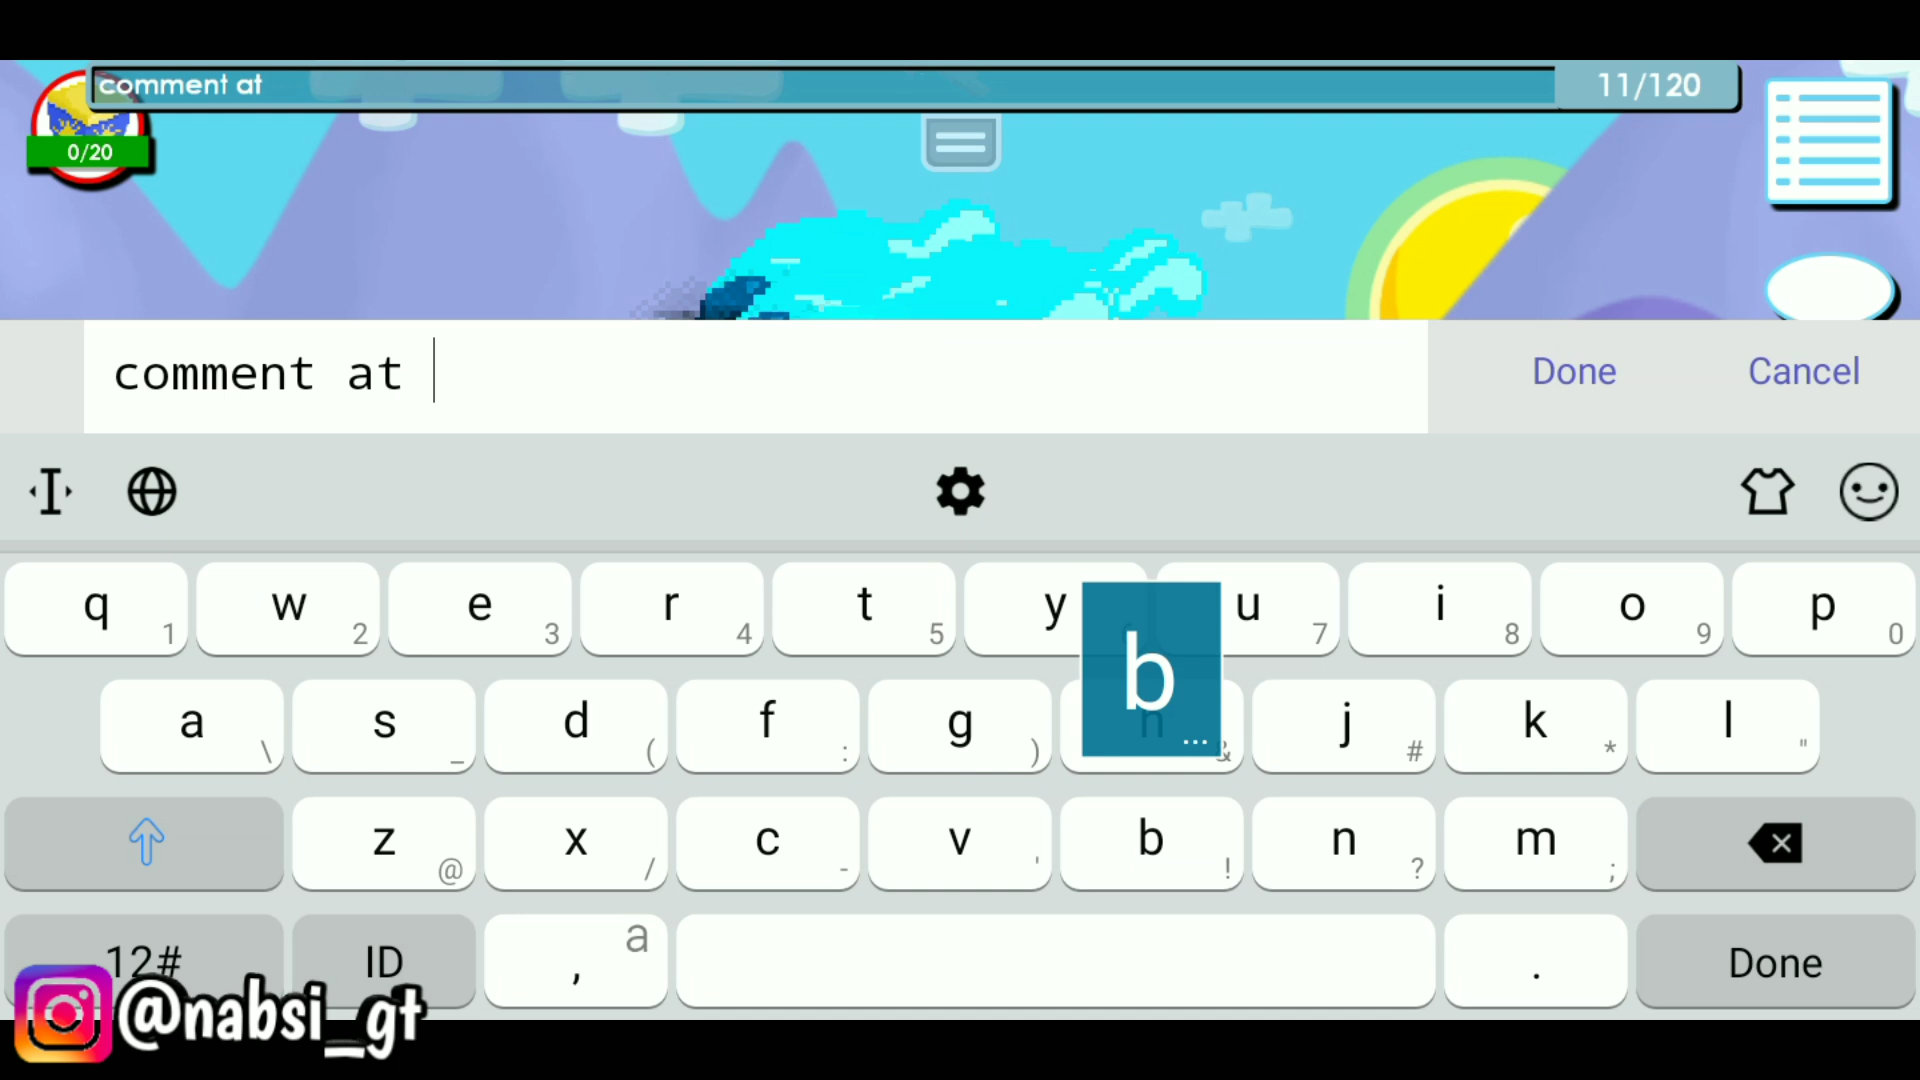 comment at
11/120
0/20
comment at
Done
Cancel
q 1 w 2 e 3 r 4 t 5 y u 7 i 8 o 9 p 0
b ...
a \ s _ d ( f : g ) h & j # k * l "
z @ x / c - v ' b ! n ? m ;
12# ID , a . Done
@nabsi_gt